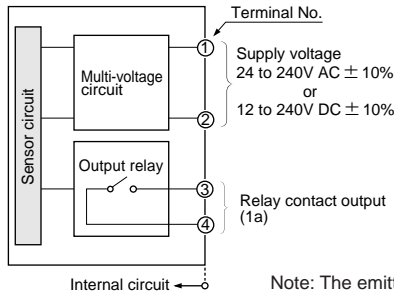 Terminal No.
Sensor circuit
Multi-voltage
circuit
1
2
Supply voltage
24 to 240V AC ± 10%
or
12 to 240V DC ± 10%
Output relay
3
4
Relay contact output
(1a)
Internal circuit
Note: The emitt